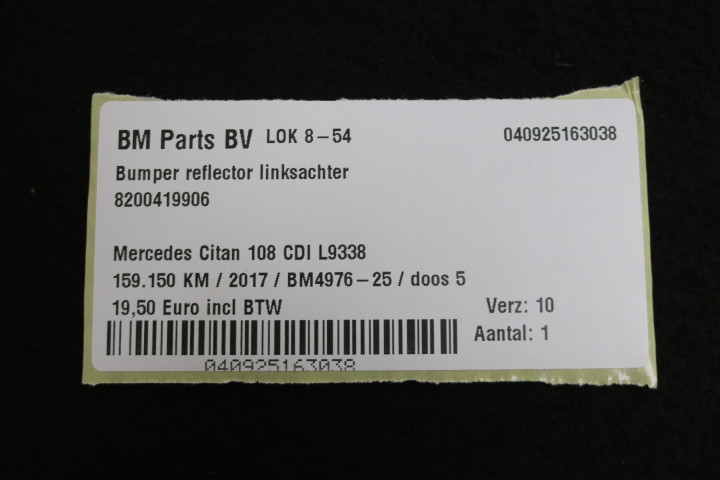 BM Parts BV LOK 8-54 040925163038
Bumper reflector linksachter
8200419906
Mercedes Citan 108 CDI L9338
159.150 KM / 2017 / BM4976-25 / doos 5
19,50 Euro incl BTW Verz: 10
Aantal: 1
040925163038